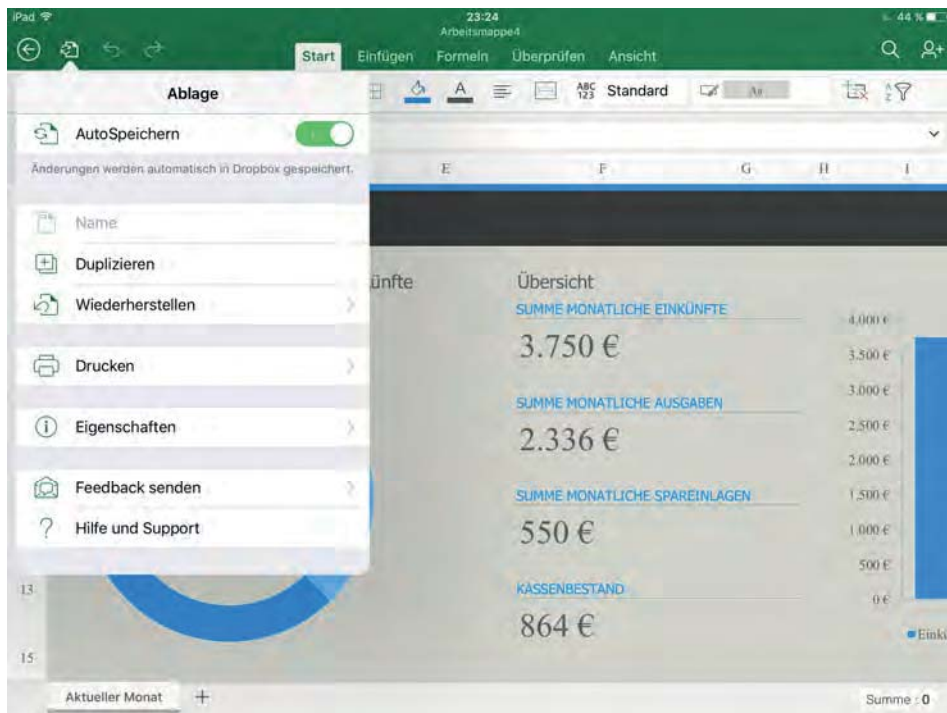 iPad
23:24
44 %
Arbeitsmappe4
Start Einfügen Formeln Überprüfen Ansicht
Ablage
ABC
123
Standard
A
Z
AutoSpeichern
Änderungen werden automatisch in Dropbox gespeichert.
E F G H I
Name
Duplizieren
Wiederherstellen
Drucken
Eigenschaften
Feedback senden
Hilfe und Support
ünfte
Übersicht
SUMME MONATLICHE EINKÜNFTE
3.750 €
SUMME MONATLICHE AUSGABEN
2.336 €
SUMME MONATLICHE SPAREINLAGEN
550 €
KASSENBESTAND
864 €
4.000 €
3.500 €
3.000 €
2.500 €
2.000 €
1.500 €
1.000 €
500 €
0 €
Einkü
13
15
Aktueller Monat +
Summe : 0